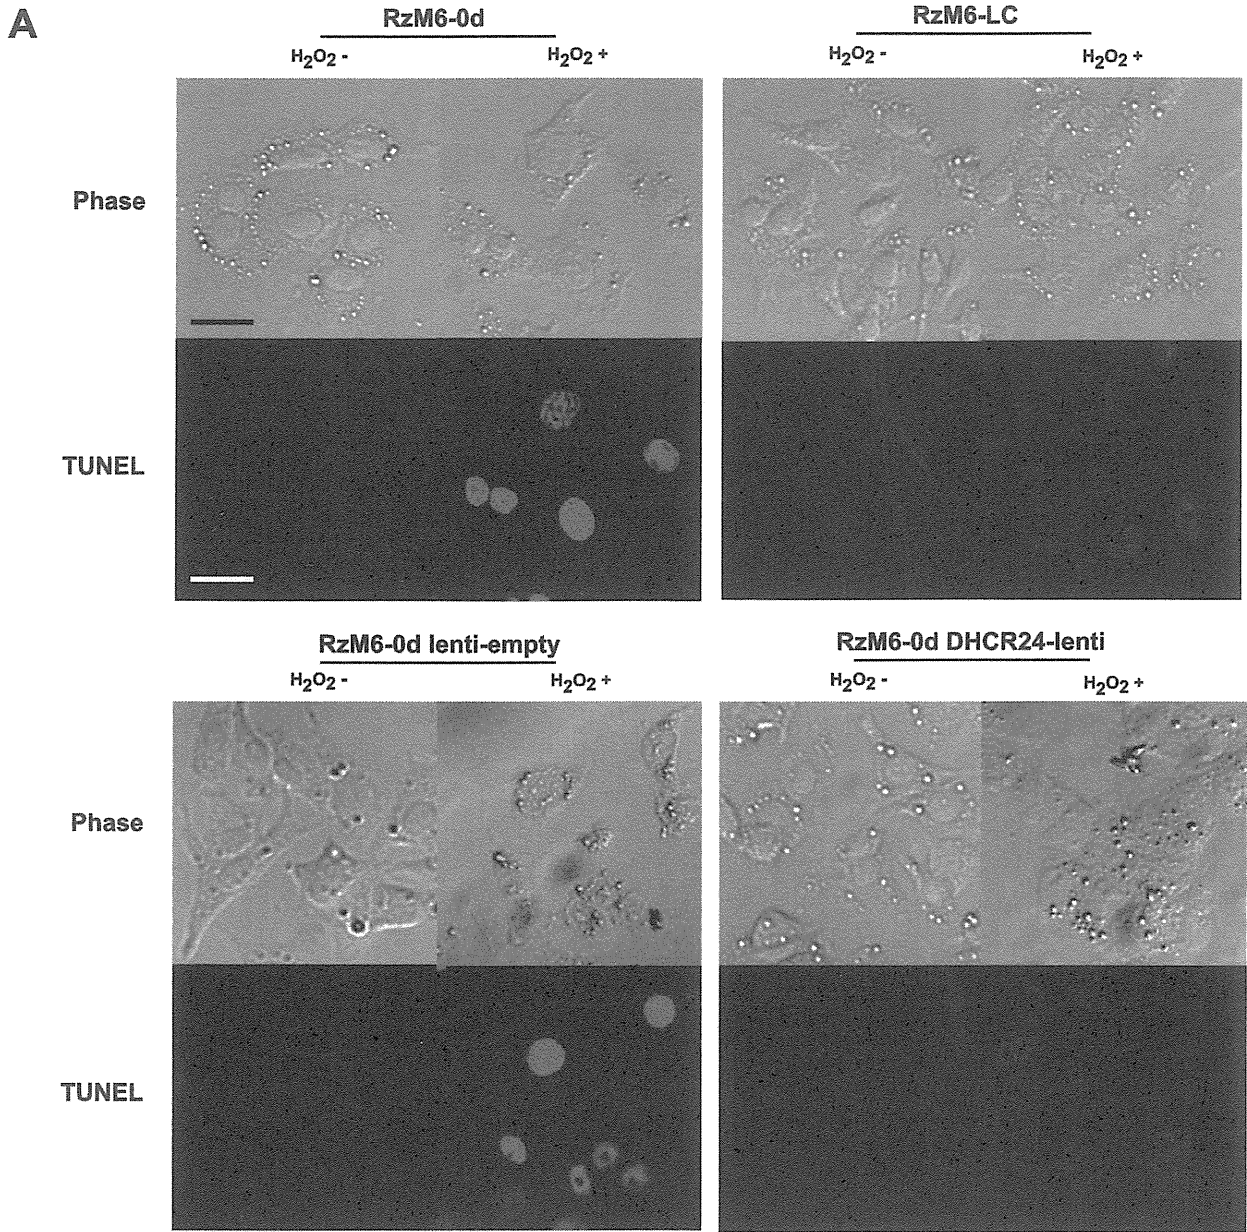 A
RzM6-0d
RzM6-LC
H2O2 -
H2O2 +
H2O2 -
H2O2 +
Phase
TUNEL
RzM6-0d lenti-empty
RzM6-0d DHCR24-lenti
H2O2 -
H2O2 +
H2O2 -
H2O2 +
Phase
TUNEL